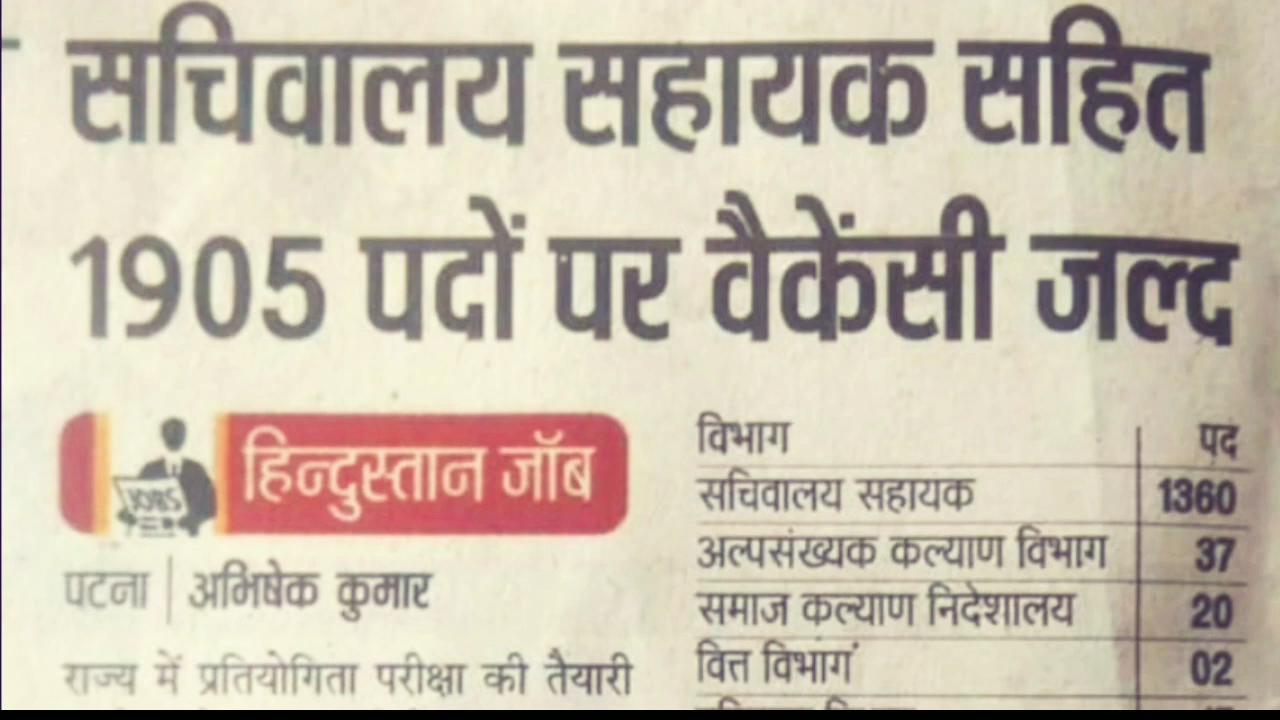 सचिवालय सहायक सहित
1905 पदों पर वैकेंसी जल्द
JOBS
हिन्दुस्तान जॉब
पटना | अभिषेक कुमार
राज्य में प्रतियोगिता परीक्षा की तैयारी
विभाग पद
सचिवालय सहायक 1360
अल्पसंख्यक कल्याण विभाग 37
समाज कल्याण निदेशालय 20
वित्त विभाग 02